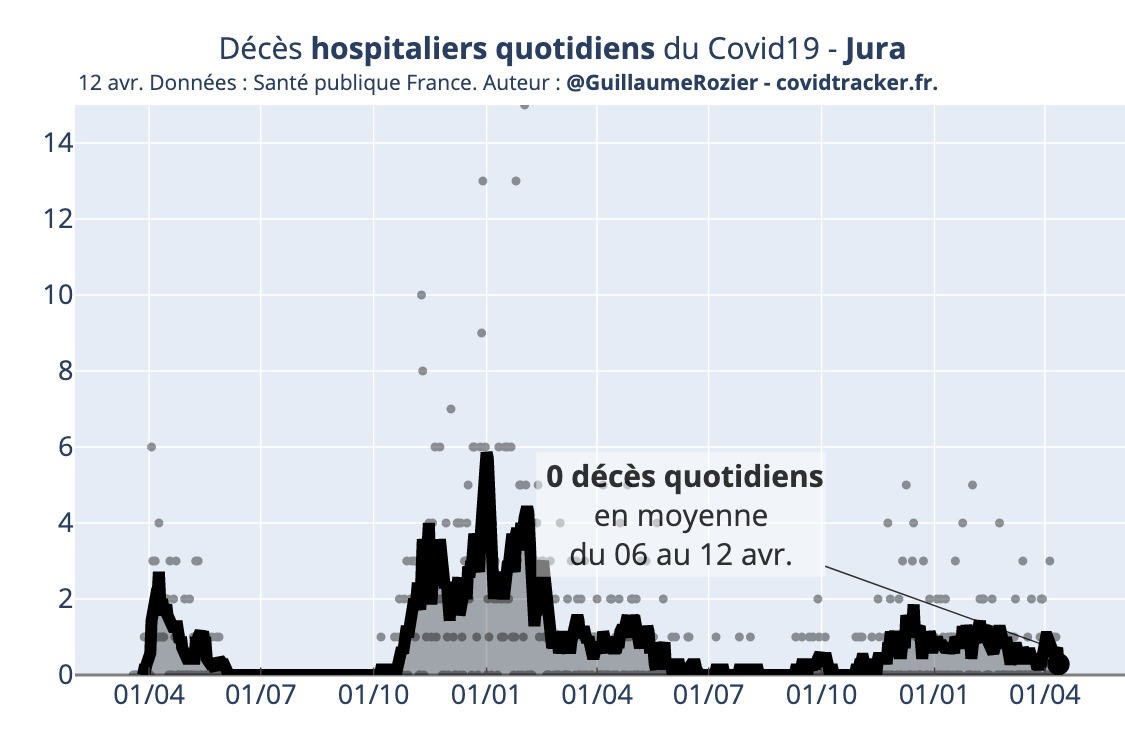 Décès hospitaliers quotidiens du Covid19 - Jura
12 avr. Données : Santé publique France. Auteur : @GuillaumeRozier - covidtracker.fr.
14
12
10
8
6
0 décès quotidiens
en moyenne
du 06 au 12 avr.
4
2
0
01/04 01/07 01/10 01/01 01/04 01/07 01/10 01/01 01/04